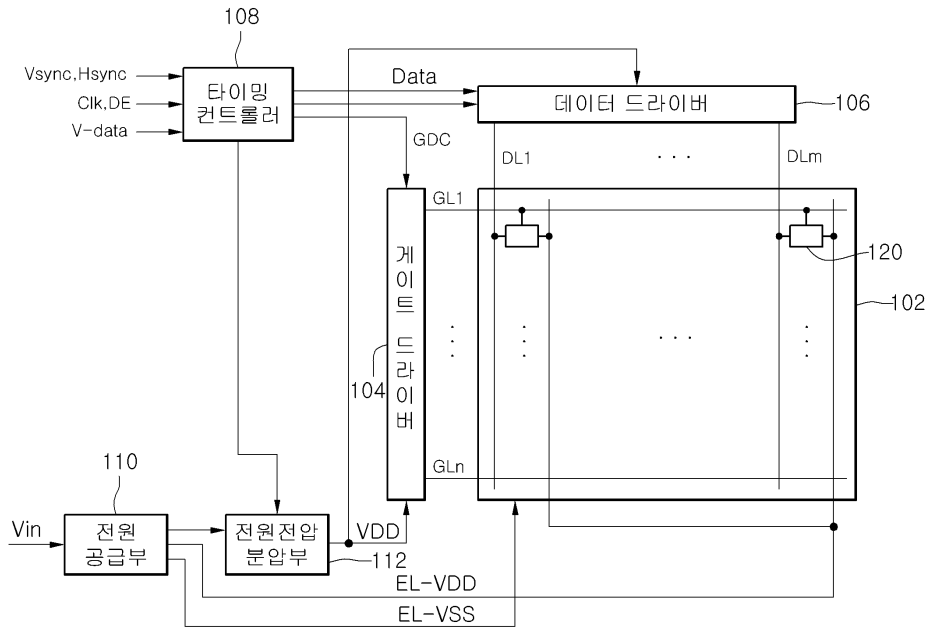 108
Vsync,Hsync
Clk,DE
V-data
타이밍
컨트롤러
Data
GDC
데이터 드라이버
106
DL1
· · ·
DLm
GL1
120
102
게이트 드라이버
104
· · ·
GLn
110
Vin
전원
공급부
전원전압
분압부
112
VDD
EL-VDD
EL-VSS